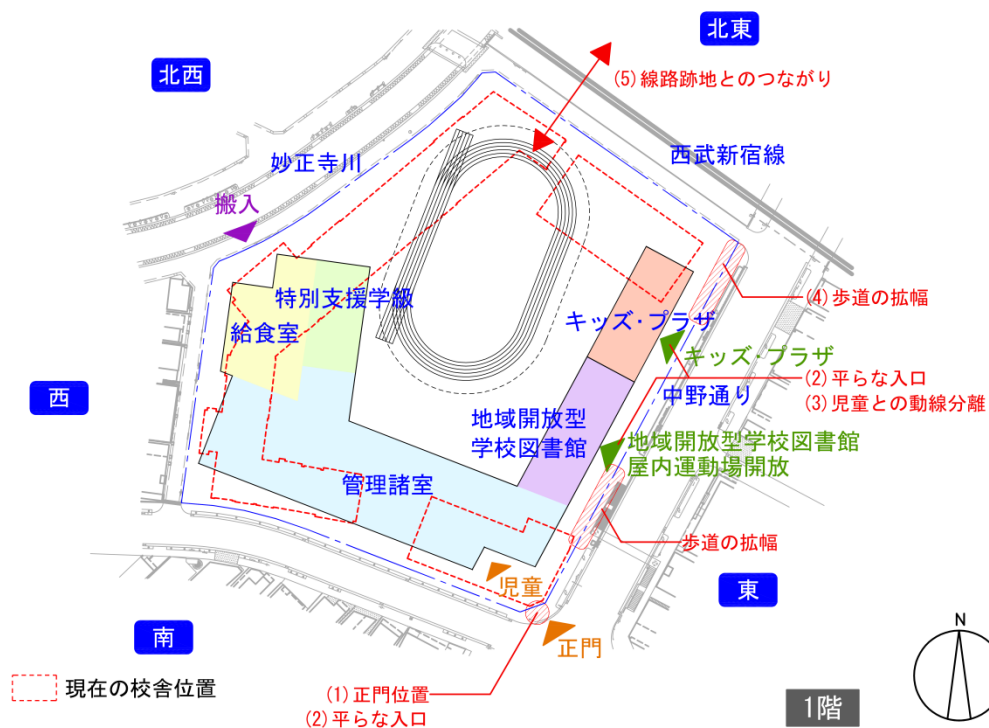 北東
北西
(5)線路跡地とのつながり
妙正寺川
西武新宿線
搬入
特別支援学級
給食室
(4)歩道の拡幅
キッズ・プラザ
キッズ・プラザ
中野通り
(2)平らな入口
(3)児童との動線分離
西
地域開放型
学校図書館
地域開放型学校図書館
屋内運動場開放
管理諸室
歩道の拡幅
児童
東
南
正門
N
現在の校舎位置
(1)正門位置
(2)平らな入口
1階